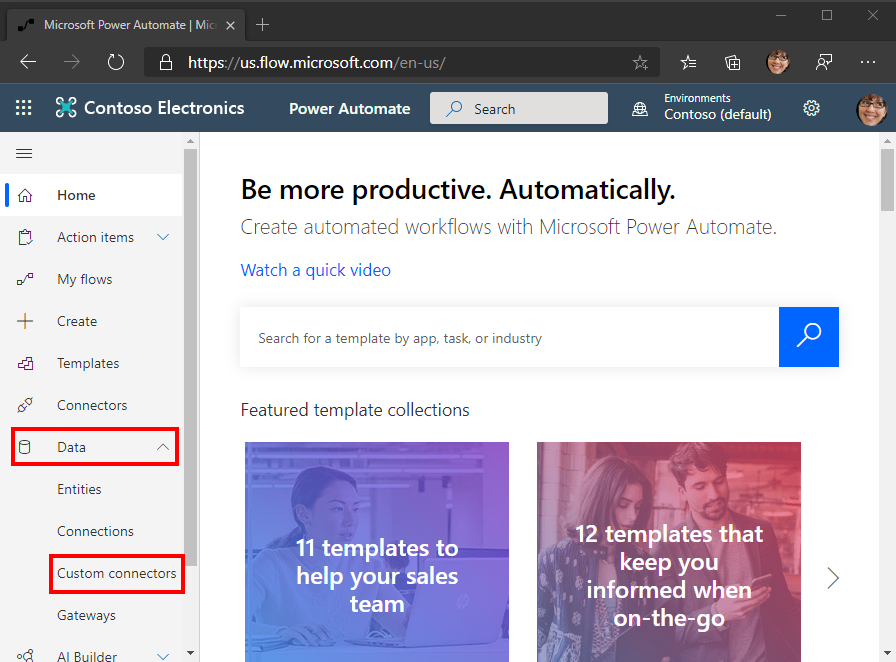 Microsoft Power Automate | Mic
https://us.flow.microsoft.com/en-us/
Contoso Electronics
Power Automate
Search
Environments
Contoso (default)
Home
Action items
My flows
Create
Templates
Connectors
Data
Entities
Connections
Custom connectors
Gateways
AI Builder
Be more productive. Automatically.
Create automated workflows with Microsoft Power Automate.
Watch a quick video
Search for a template by app, task, or industry
Featured template collections
11 templates to
help your sales
team
12 templates that
keep you
informed when
on-the-go